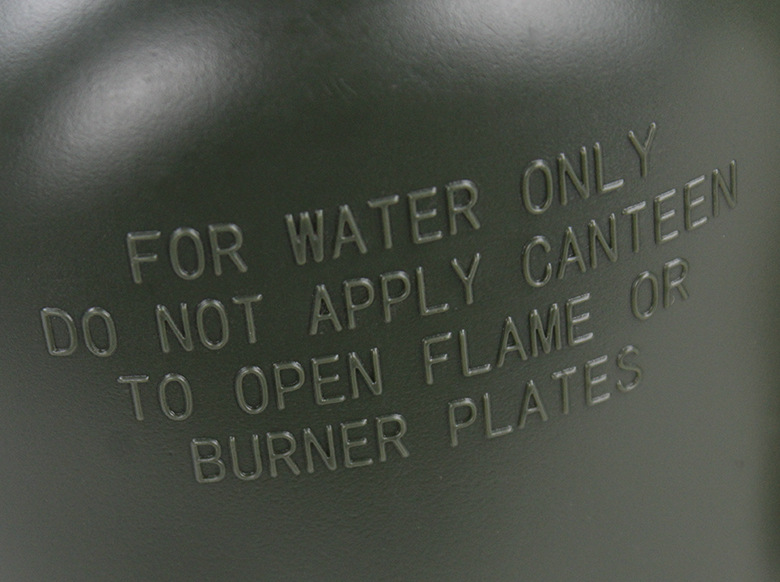 FOR WATER ONLY
DO NOT APPLY CANTEEN
TO OPEN FLAME OR
BURNER PLATES